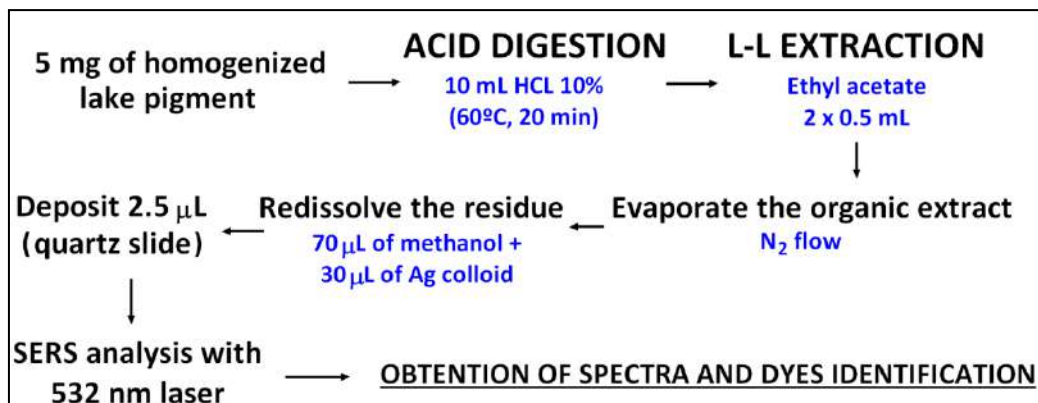 5 mg of homogenized
lake pigment
ACID DIGESTION
10 mL HCL 10%
(60ºC, 20 min)
L-L EXTRACTION
Ethyl acetate
2 x 0.5 mL
Evaporate the organic extract
N₂ flow
Redissolve the residue
70 µL of methanol +
30 µL of Ag colloid
Deposit 2.5 µL
(quartz slide)
SERS analysis with
532 nm laser
OBTENTION OF SPECTRA AND DYES IDENTIFICATION